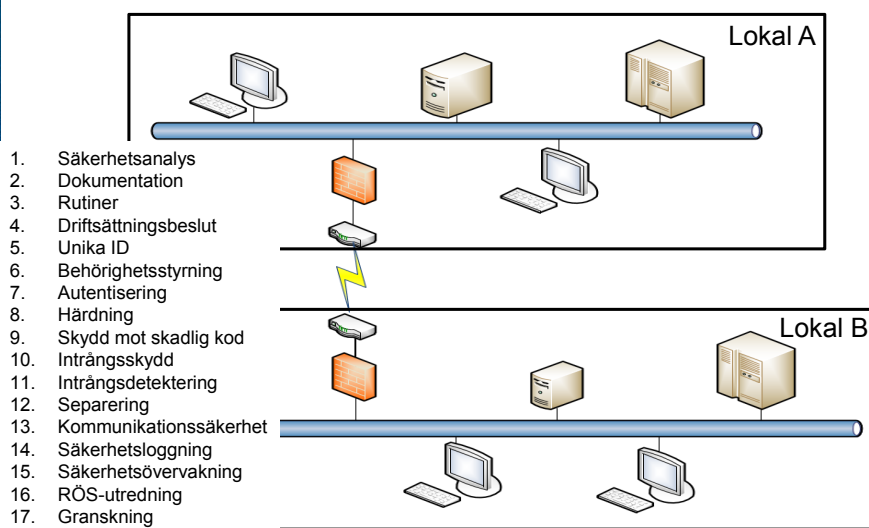 Lokal A
1. Säkerhetsanalys
2. Dokumentation
3. Rutiner
4. Driftsättningsbeslut
5. Unika ID
6. Behörighetsstyrning
7. Autentisering
8. Härdning
9. Skydd mot skadlig kod
10. Intrångsskydd
11. Intrångsdetektering
12. Separering
13. Kommunikationssäkerhet
14. Säkerhetsloggning
15. Säkerhetsövervakning
16. RÖS-utredning
17. Granskning
Lokal B